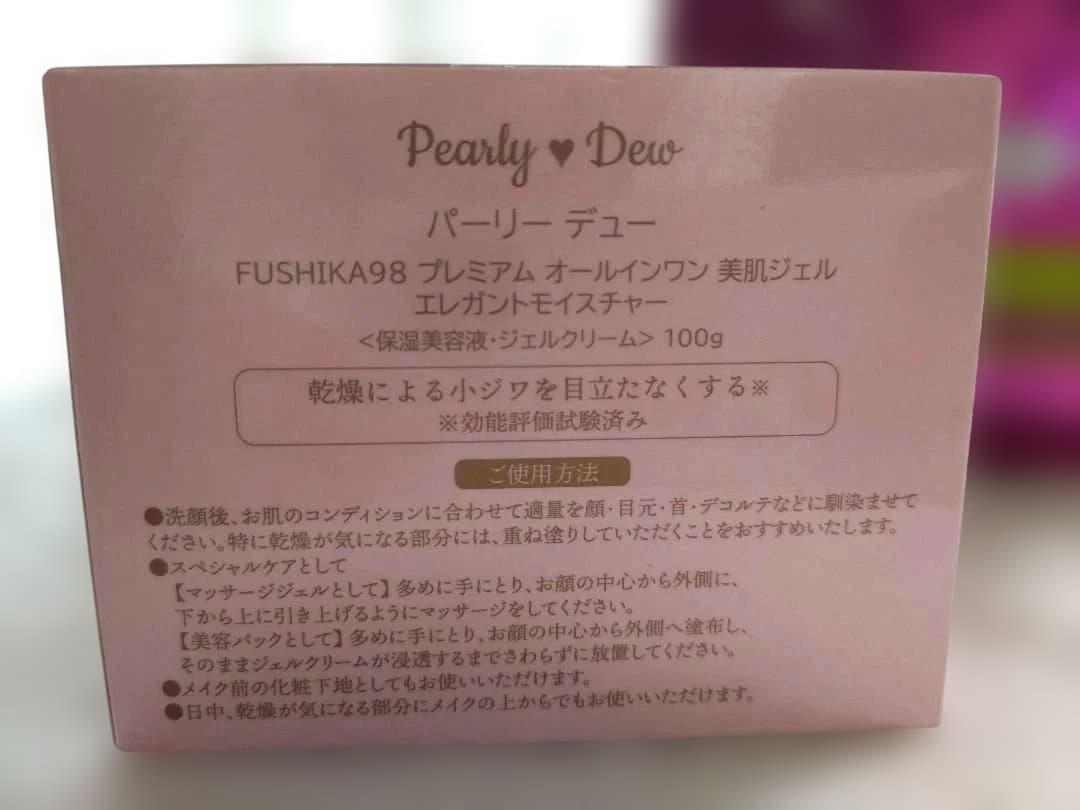 Pearly ♥ Dew
パーリー デュー
FUSHIKA98 プレミアム オールインワン 美肌ジェル
エレガントモイスチャー
<保湿美容液・ジェルクリーム> 100g
乾燥による小ジワを目立たなくする※
※効能評価試験済み
ご使用方法
●洗顔後、お肌のコンディションに合わせて適量を顔・目元・首・デコルテなどに馴染ませて
ください。特に乾燥が気になる部分には、重ね塗りしていただくことをおすすめいたします。
●スペシャルケアとして
【マッサージジェルとして】多めに手にとり、お顔の中心から外側に、
下から上に引き上げるようにマッサージをしてください。
【美容パックとして】多めに手にとり、お顔の中心から外側へ塗布し、
そのままジェルクリームが浸透するまでさわらずに放置してください。
●メイク前の化粧下地としてもお使いいただけます。
●日中、乾燥が気になる部分にメイクの上からでもお使いいただけます。